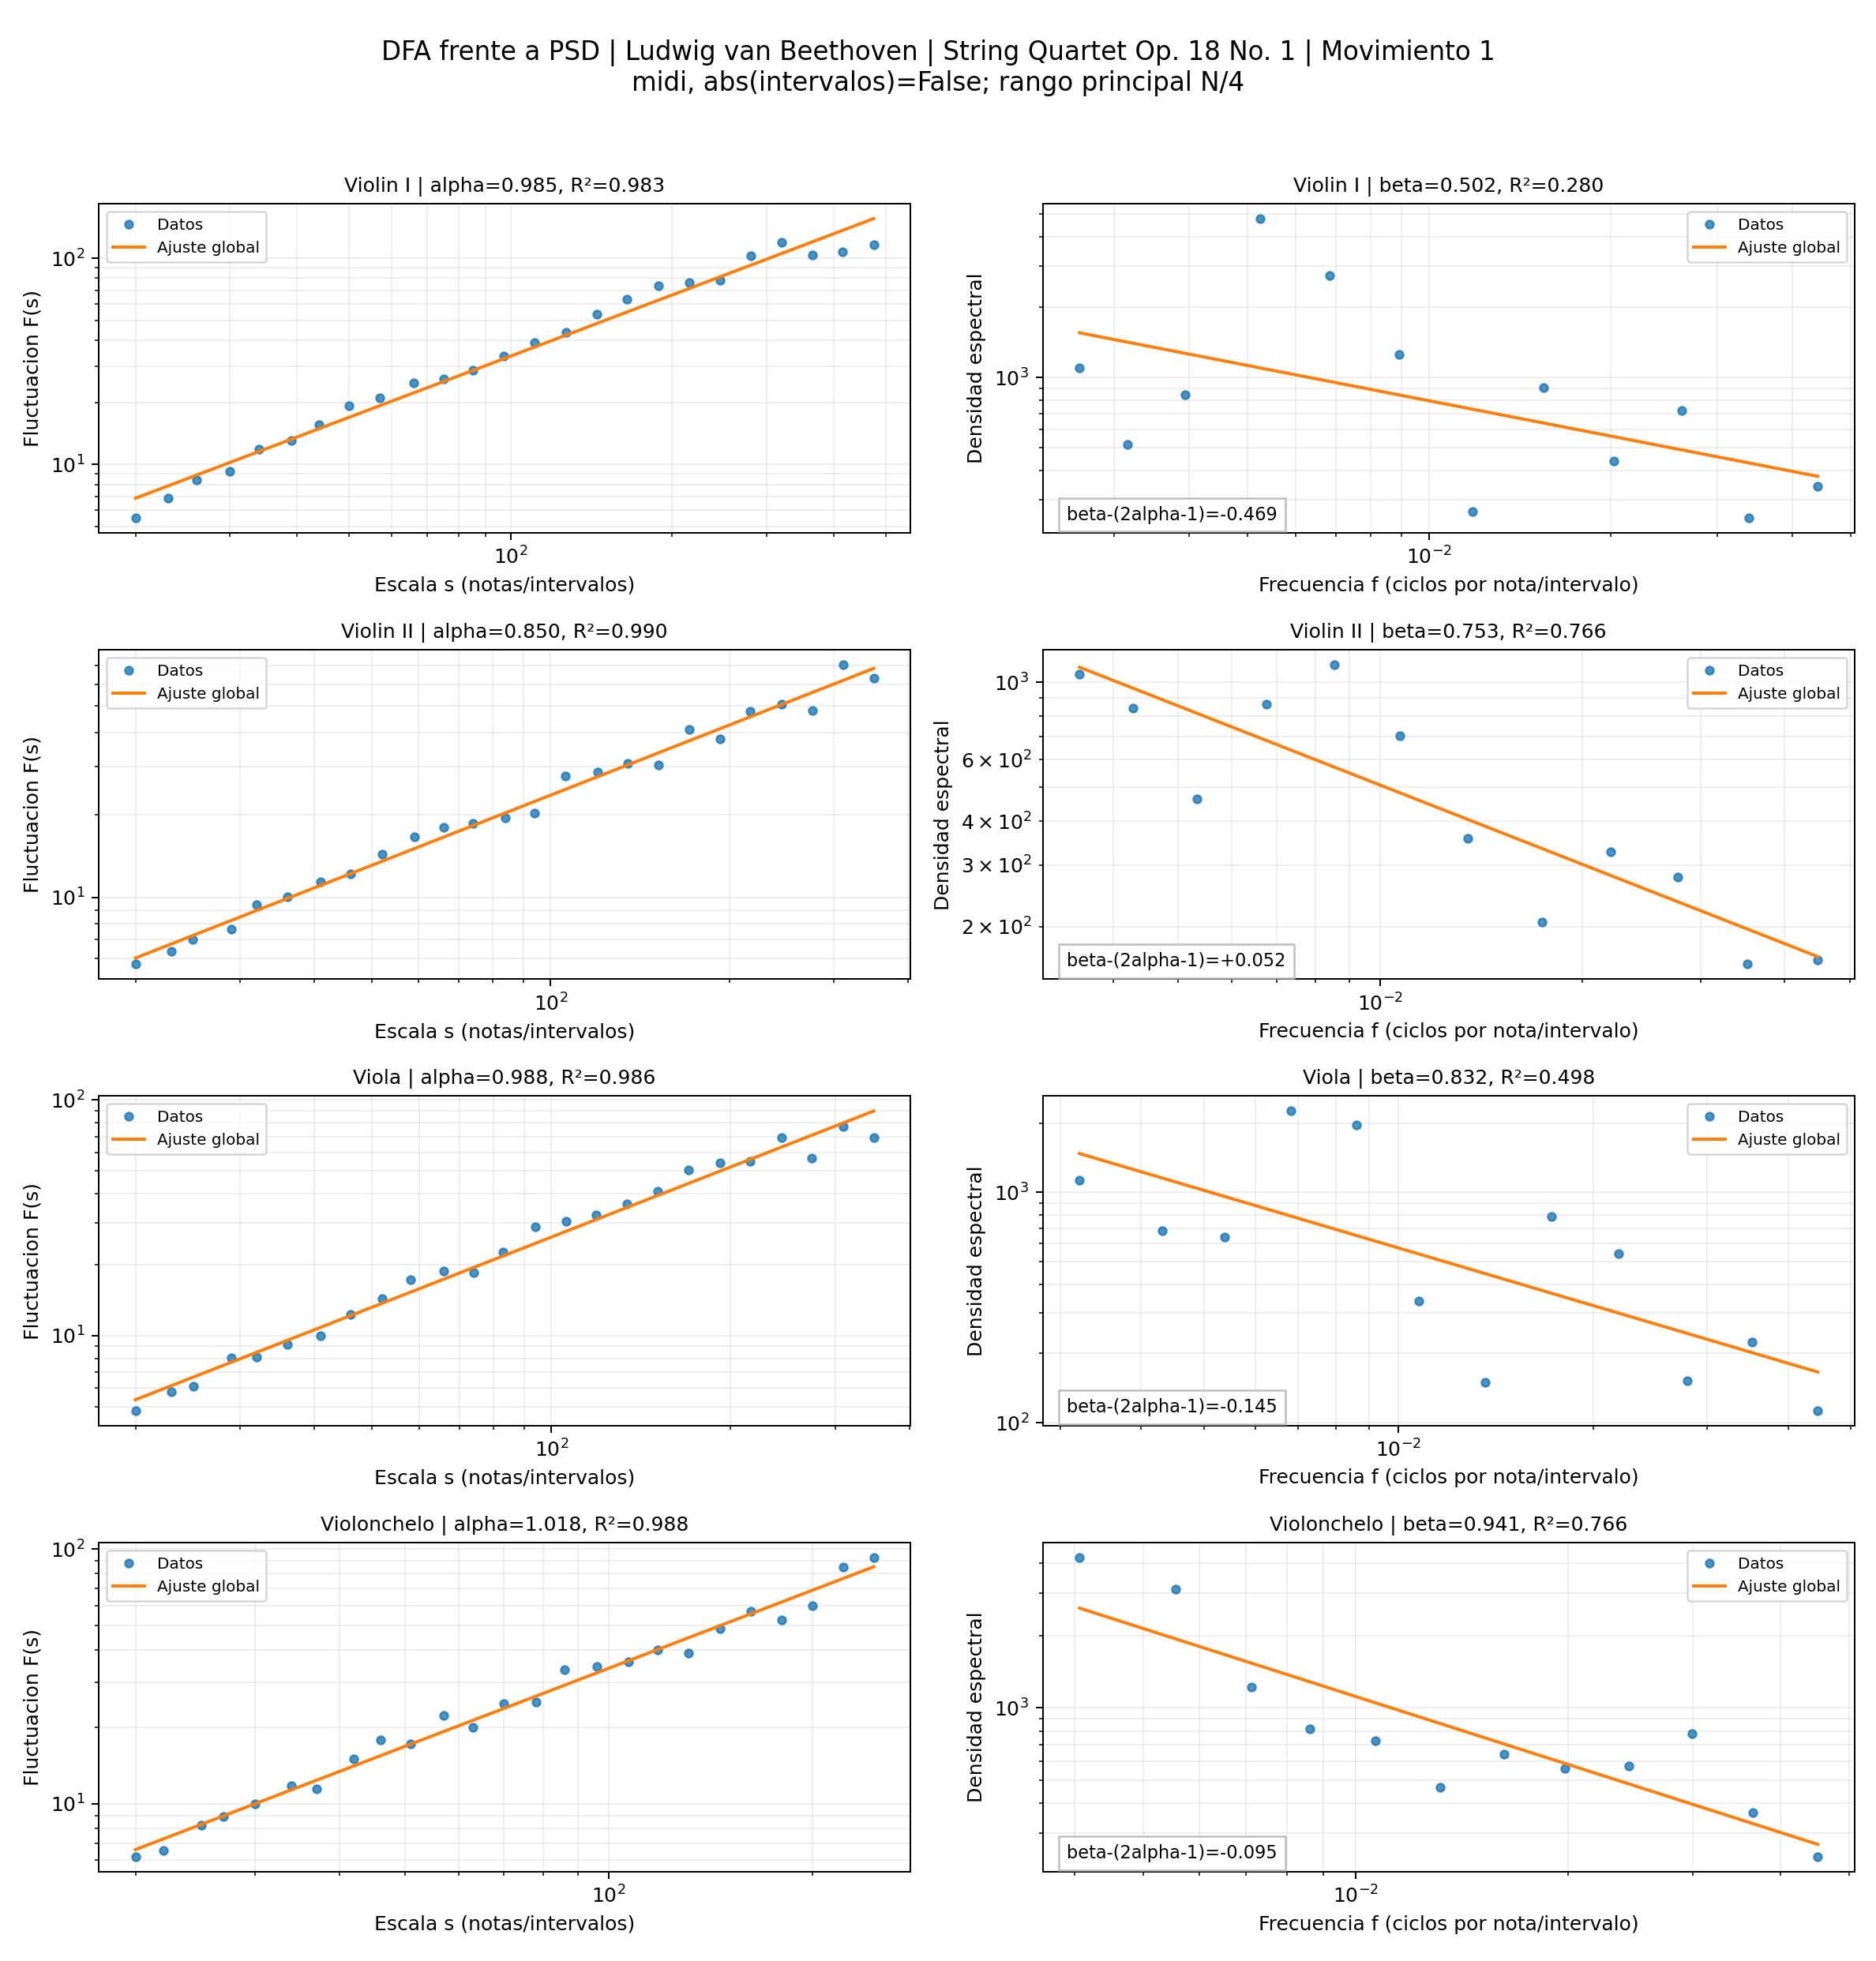 DFA frente a PSD | Ludwig van Beethoven | String Quartet Op. 18 No. 1 | Movimiento 1
midi, abs(intervalos)=False; rango principal N/4
Violin I | alpha=0.985, R²=0.983
Datos
Ajuste global
Fluctuacion F(s)
10²
10¹
10²
Escala s (notas/intervalos)
Violin I | beta=0.502, R²=0.280
Datos
Ajuste global
Densidad espectral
10³
beta-(2alpha-1)=-0.469
10⁻²
Frecuencia f (ciclos por nota/intervalo)
Violin II | alpha=0.850, R²=0.990
Datos
Ajuste global
Fluctuacion F(s)
10¹
10²
Escala s (notas/intervalos)
Violin II | beta=0.753, R²=0.766
Datos
Ajuste global
Densidad espectral
10³
6 × 10²
4 × 10²
3 × 10²
2 × 10²
beta-(2alpha-1)=+0.052
10⁻²
Frecuencia f (ciclos por nota/intervalo)
Viola | alpha=0.988, R²=0.986
Datos
Ajuste global
Fluctuacion F(s)
10²
10¹
10²
Escala s (notas/intervalos)
Viola | beta=0.832, R²=0.498
Datos
Ajuste global
Densidad espectral
10³
10²
beta-(2alpha-1)=-0.145
10⁻²
Frecuencia f (ciclos por nota/intervalo)
Violonchelo | alpha=1.018, R²=0.988
Datos
Ajuste global
Fluctuacion F(s)
10²
10¹
10²
Escala s (notas/intervalos)
Violonchelo | beta=0.941, R²=0.766
Datos
Ajuste global
Densidad espectral
10³
beta-(2alpha-1)=-0.095
10⁻²
Frecuencia f (ciclos por nota/intervalo)